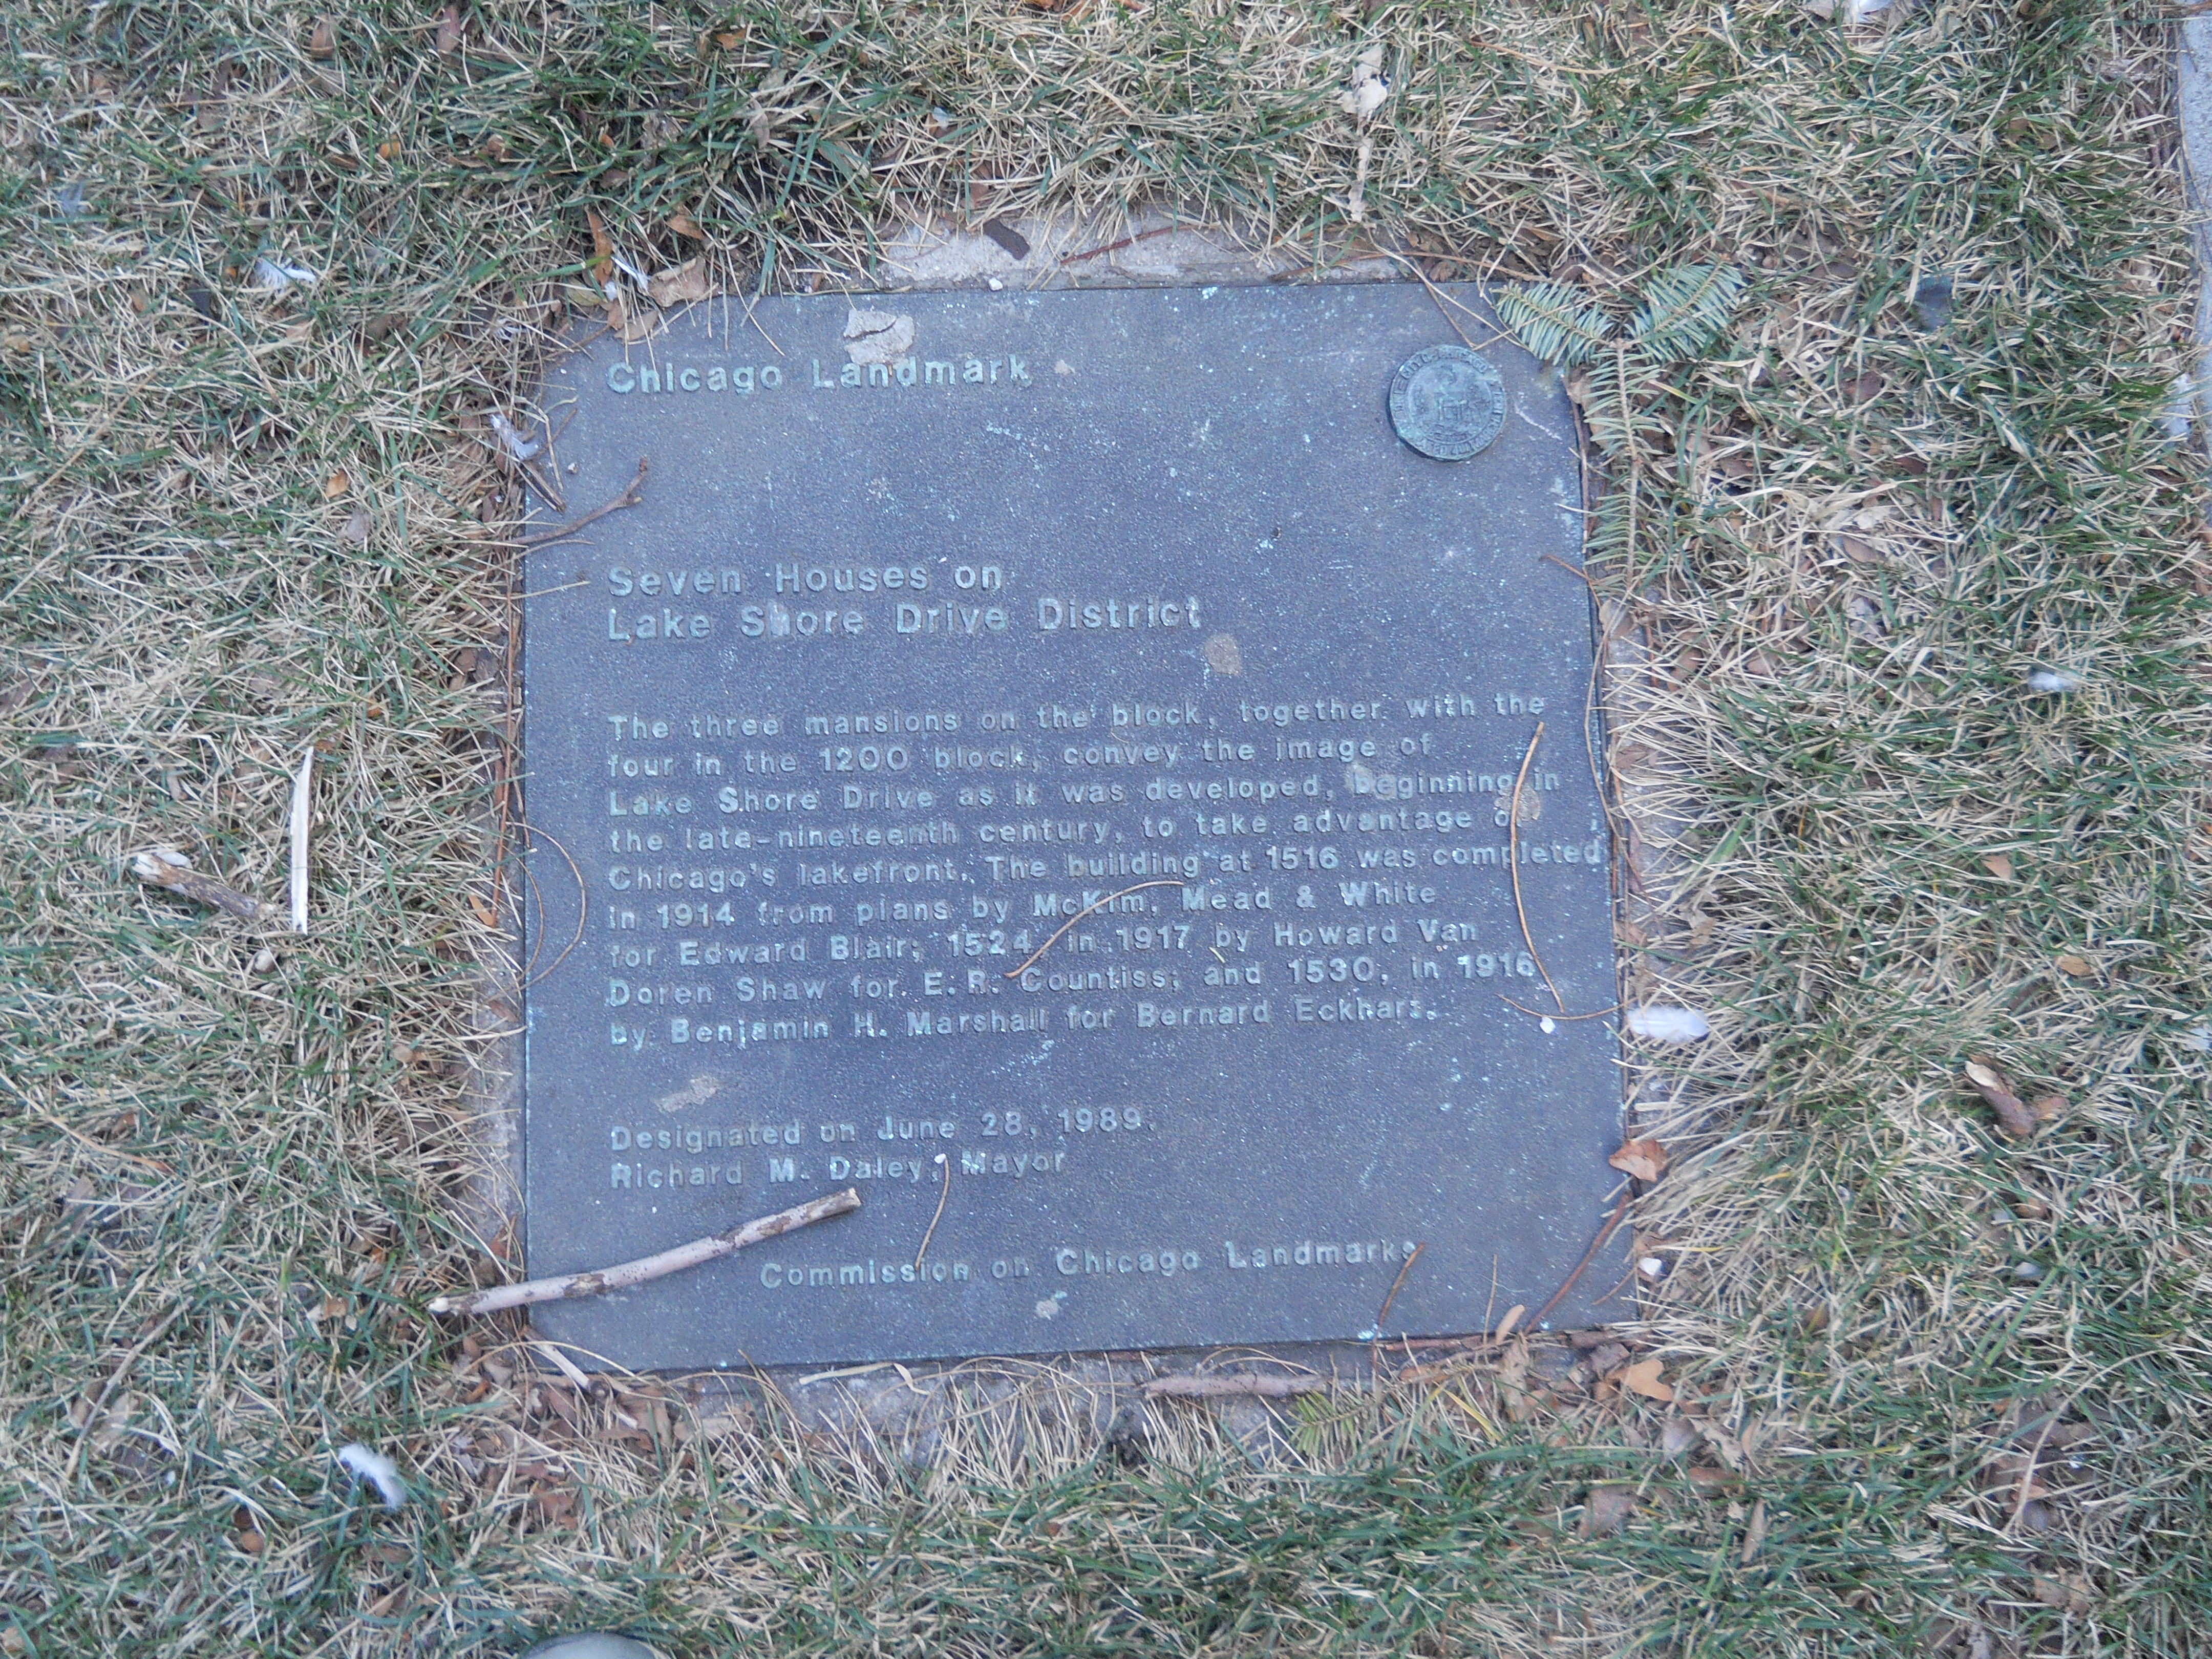 Chicago Landmark
Seven Houses on
Lake Shore Drive District
The three mansions on the block, together with the
four in the 1200 block, convey the image of
Lake Shore Drive as it was developed, beginning in
the late-nineteenth century, to take advantage of
Chicago's lakefront. The building at 1516 was completed
in 1914 from plans by McKim, Mead & White
for Edward Blair; 1524, in 1917 by Howard Van
Doren Shaw for E. R. Countiss; and 1530, in 1916
by Benjamin H. Marshall for Bernard Eckhart.
Designated on June 28, 1989.
Richard M. Daley, Mayor
Commission on Chicago Landmarks